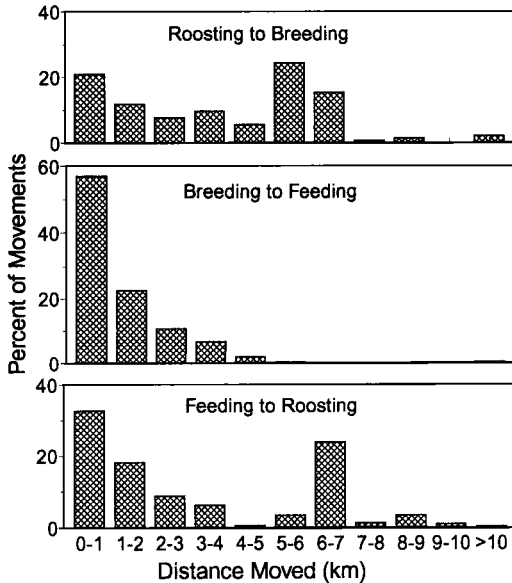 Roosting to Breeding
40
20
0
Breeding to Feeding
60
40
20
0
Feeding to Roosting
40
20
0
Percent of Movements
0-1 1-2 2-3 3-4 4-5 5-6 6-7 7-8 8-9 9-10 >10
Distance Moved (km)